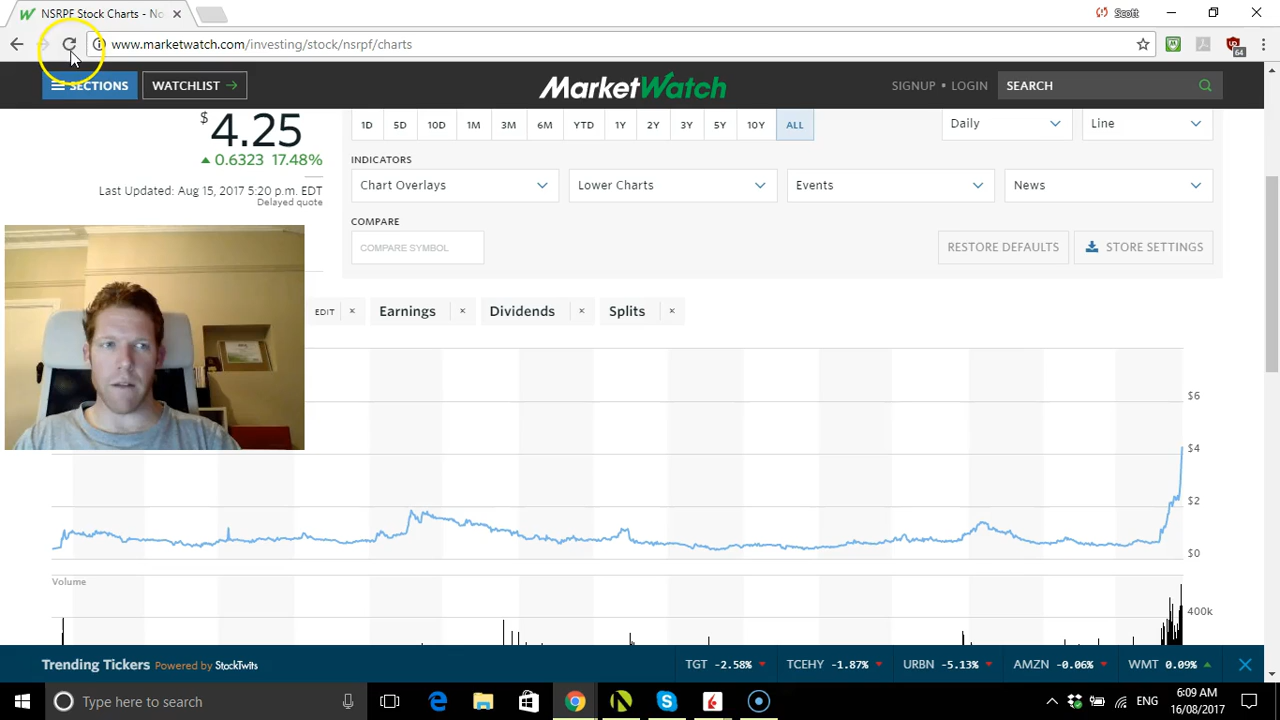 NSRPF Stock Charts - No
Scott
www.marketwatch.com/investing/stock/nsrpf/charts
64
SECTIONS
WATCHLIST
MarketWatch
SIGNUP • LOGIN
SEARCH
$ 4.25
0.6323 17.48%
Last Updated: Aug 15, 2017 5:20 p.m. EDT
Delayed quote
1D 5D 10D 1M 3M 6M YTD 1Y 2Y 3Y 5Y 10Y ALL
Daily
Line
INDICATORS
Chart Overlays
Lower Charts
Events
News
COMPARE
COMPARE SYMBOL
RESTORE DEFAULTS
STORE SETTINGS
EDIT ×
Earnings ×
Dividends ×
Splits ×
$6
$4
$2
$0
Volume
400k
Trending Tickers Powered by StockTwits
TGT -2.58%
TCEHY -1.87%
URBN -5.13%
AMZN -0.06%
WMT 0.09%
Type here to search
ENG
6:09 AM
16/08/2017